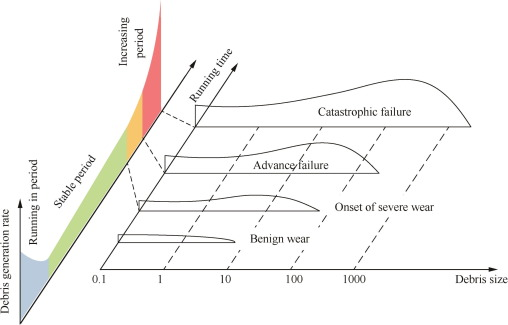 Increasing
period
Running time
Catastrophic failure
Stable period
Advance failure
Running in period
Onset of severe wear
Debris generation rate
Benign wear
0.1 1 10 100 1000 Debris size